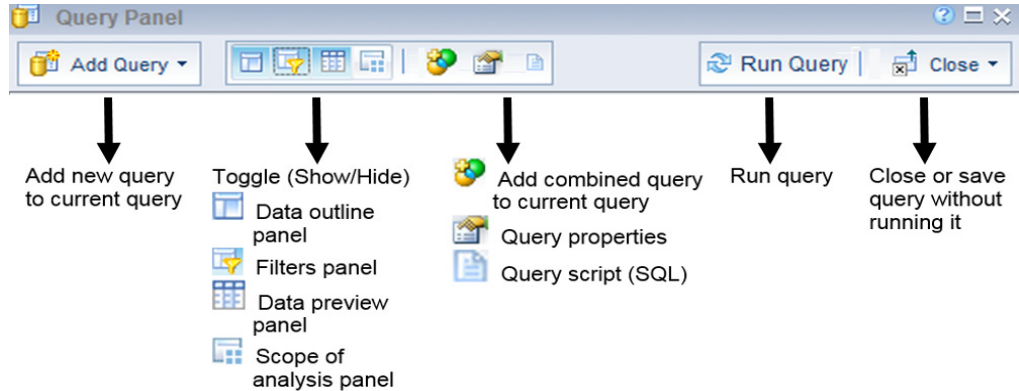 Query Panel
Add Query
Run Query
Close
Add new query
to current query
Toggle (Show/Hide)
Data outline
panel
Filters panel
Data preview
panel
Scope of
analysis panel
Add combined query
to current query
Query properties
Query script (SQL)
Run query
Close or save
query without
running it